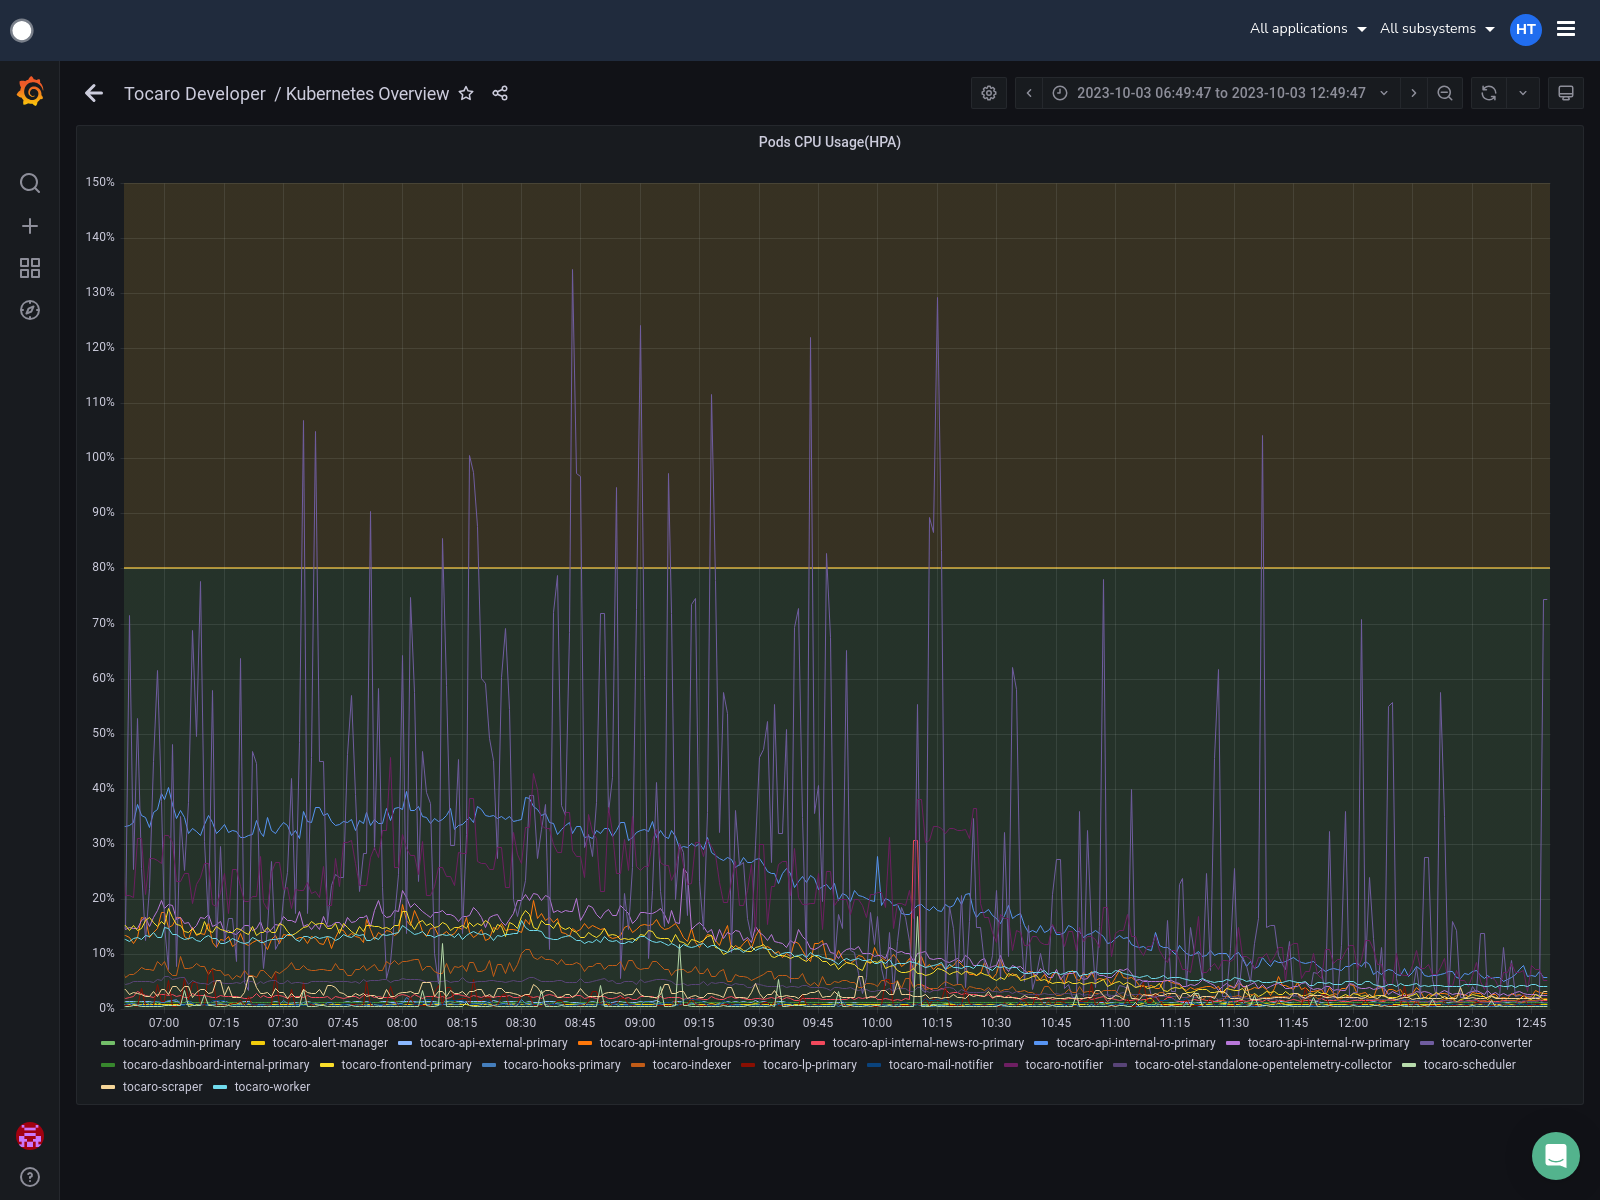 All applications All subsystems HT
Tocaro Developer / Kubernetes Overview
2023-10-03 06:49:47 to 2023-10-03 12:49:47
Pods CPU Usage(HPA)
150%
140%
130%
120%
110%
100%
90%
80%
70%
60%
50%
40%
30%
20%
10%
0%
07:00 07:15 07:30 07:45 08:00 08:15 08:30 08:45 09:00 09:15 09:30 09:45 10:00 10:15 10:30 10:45 11:00 11:15 11:30 11:45 12:00 12:15 12:30 12:45
tocaro-admin-primary tocaro-alert-manager tocaro-api-external-primary tocaro-api-internal-groups-ro-primary tocaro-api-internal-news-ro-primary tocaro-api-internal-ro-primary tocaro-api-internal-rw-primary tocaro-converter
tocaro-dashboard-internal-primary tocaro-frontend-primary tocaro-hooks-primary tocaro-indexer tocaro-lp-primary tocaro-mail-notifier tocaro-notifier tocaro-otel-standalone-opentelemetry-collector tocaro-scheduler
tocaro-scraper tocaro-worker